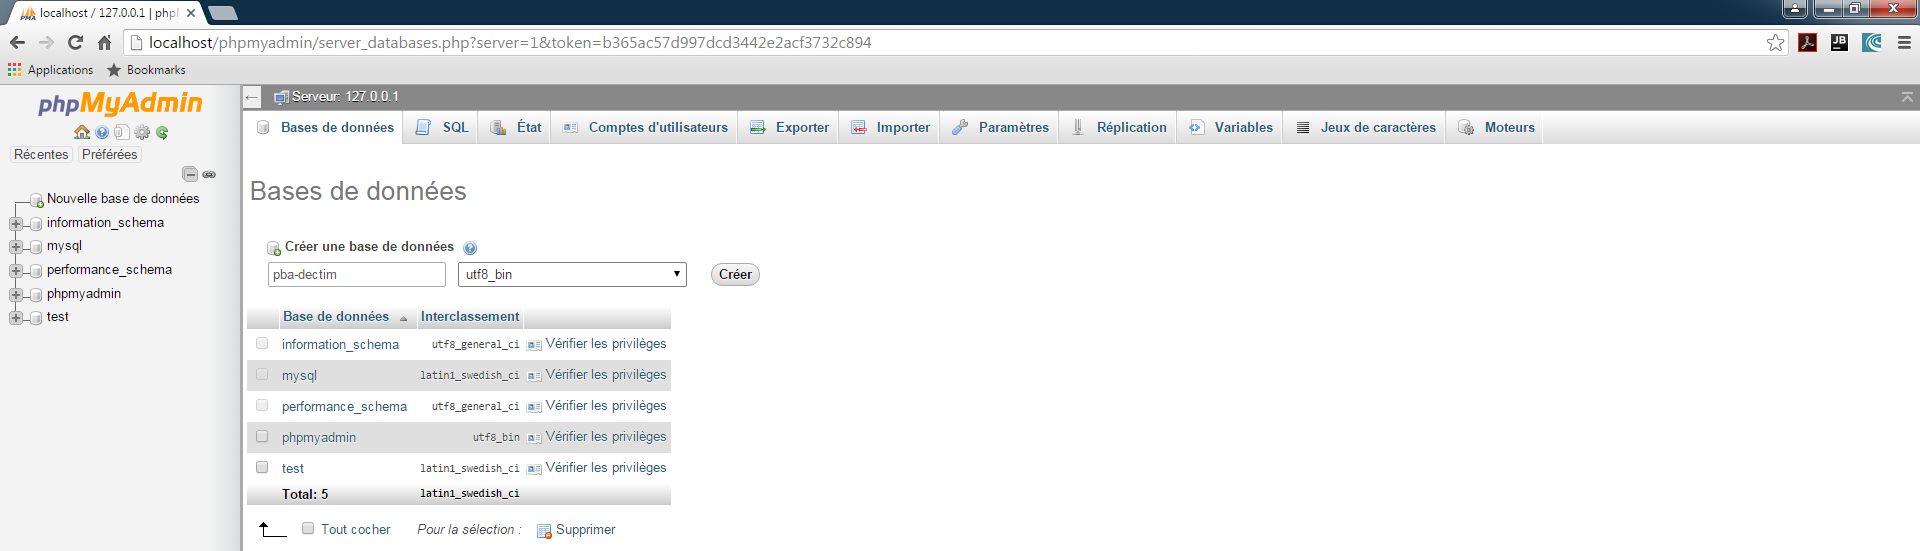 localhost / 127.0.0.1 | php
localhost/phpmyadmin/server_databases.php?server=1&token=b365ac57d997dcd3442e2acf3732c894
JB
Applications
Bookmarks
phpMyAdmin
Récentes
Préférées
Nouvelle base de données
information_schema
mysql
performance_schema
phpmyadmin
test
Serveur: 127.0.0.1
Bases de données
SQL
État
Comptes d'utilisateurs
Exporter
Importer
Paramètres
Réplication
Variables
Jeux de caractères
Moteurs
Bases de données
Créer une base de données
pba-dectim
utf8_bin
Créer
Base de données
Interclassement
information_schema utf8_general_ci Vérifier les privilèges
mysql latin1_swedish_ci Vérifier les privilèges
performance_schema utf8_general_ci Vérifier les privilèges
phpmyadmin utf8_bin Vérifier les privilèges
test latin1_swedish_ci Vérifier les privilèges
Total: 5 latin1_swedish_ci
Tout cocher
Pour la sélection :
Supprimer